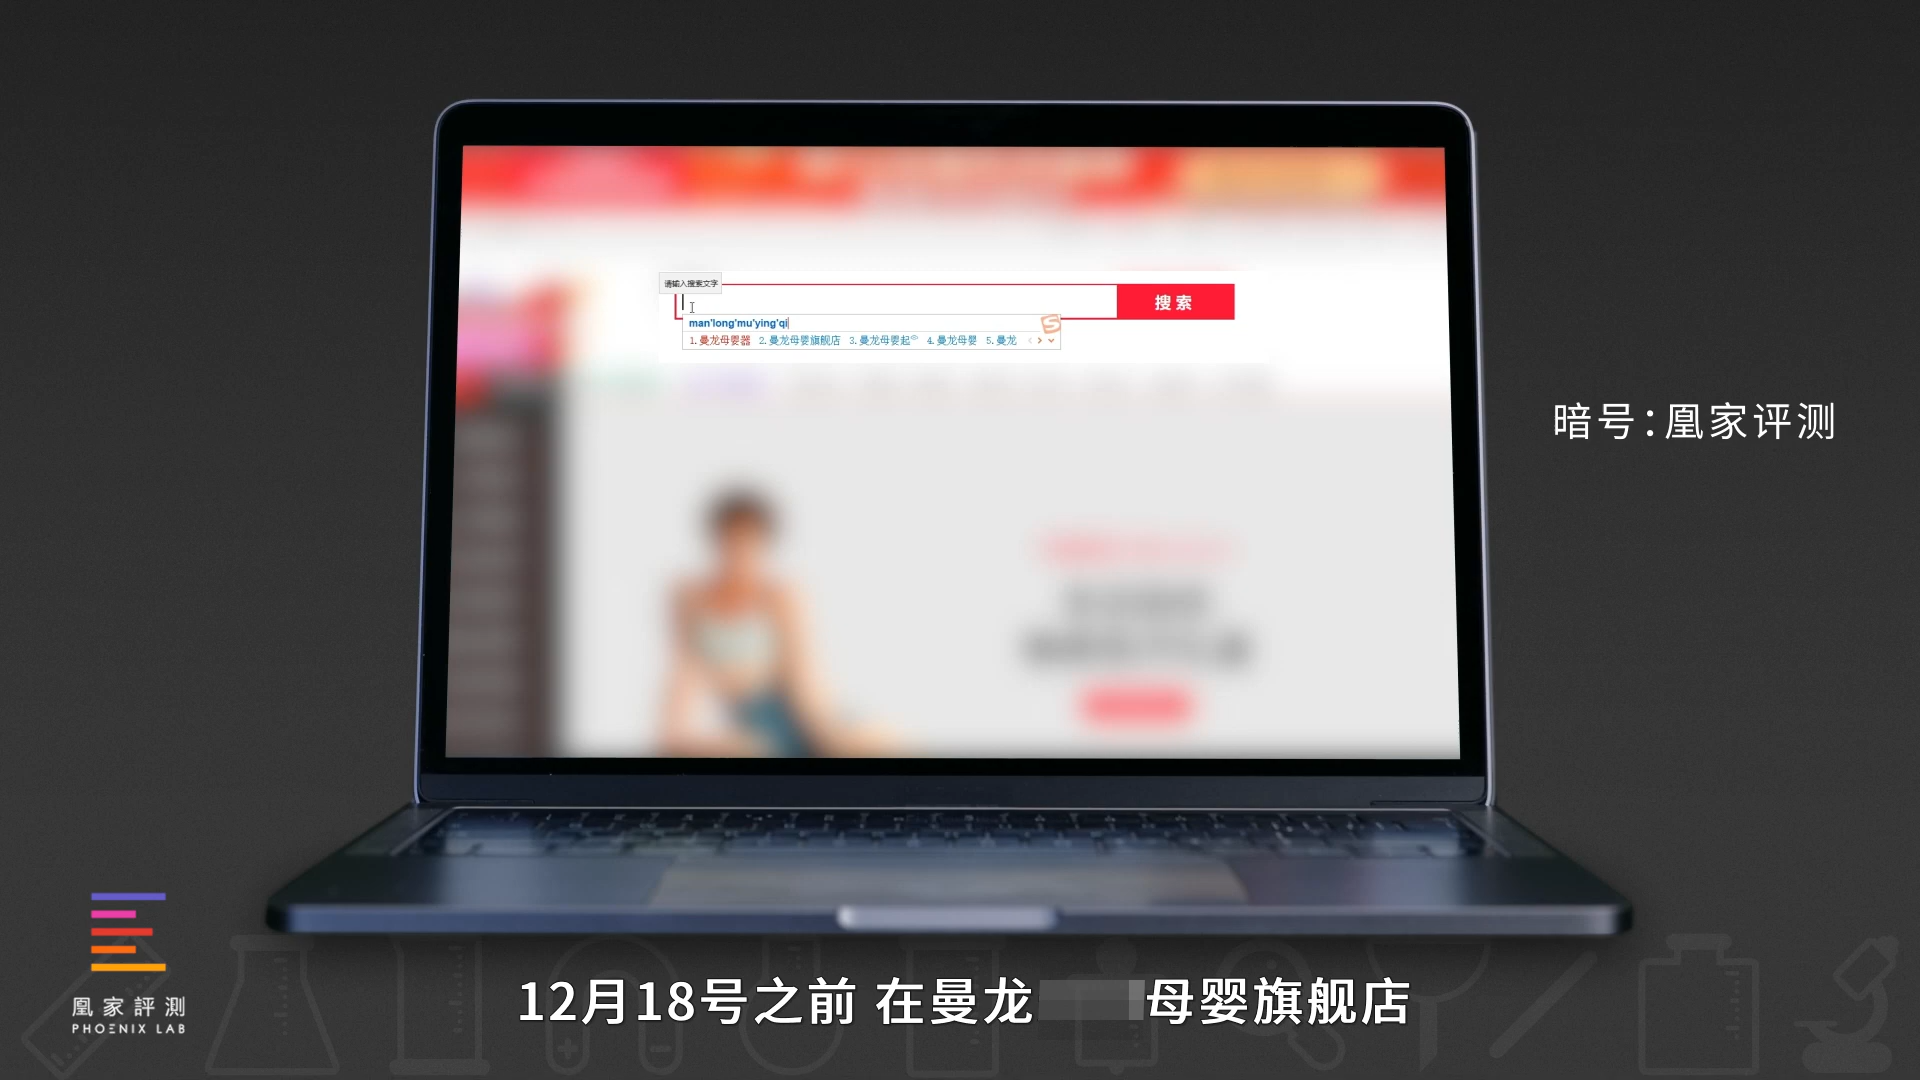 请输入搜索文字
搜索
man'long'mu'ying'qi
1.曼龙母婴器 2.曼龙母婴旗舰店 3.曼龙母婴起 4.曼龙母婴 5.曼龙
暗号:凰家评测
凰家評測
PHOENIX LAB
12月18号之前 在曼龙 母婴旗舰店